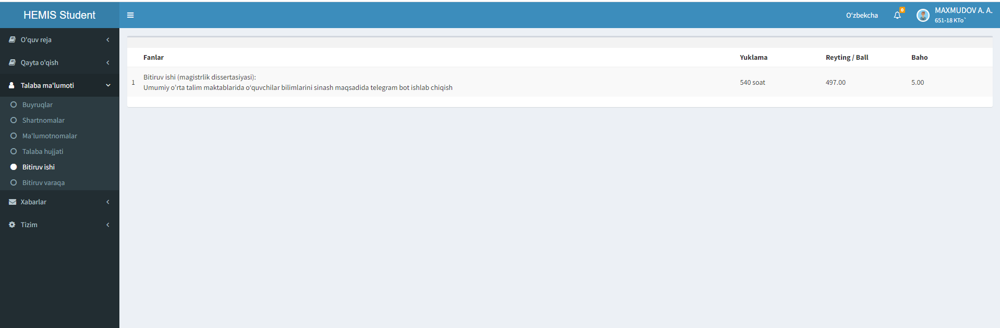 HEMIS Student
O'zbekcha
0
MAXMUDOV A. A.
651-18 KTo`
O'quv reja
Qayta o'qish
Talaba ma'lumoti
Buyruqlar
Shartnomalar
Ma'lumotnomalar
Talaba hujjati
Bitiruv ishi
Bitiruv varaqa
Xabarlar
Tizim
Fanlar Yuklama Reyting / Ball Baho
1 Bitiruv ishi (magistrlik dissertasiyasi):
Umumiy o’rta talim maktablarida o‘quvchilar bilimlarini sinash maqsadida telegram bot ishlab chiqish 540 soat 497.00 5.00